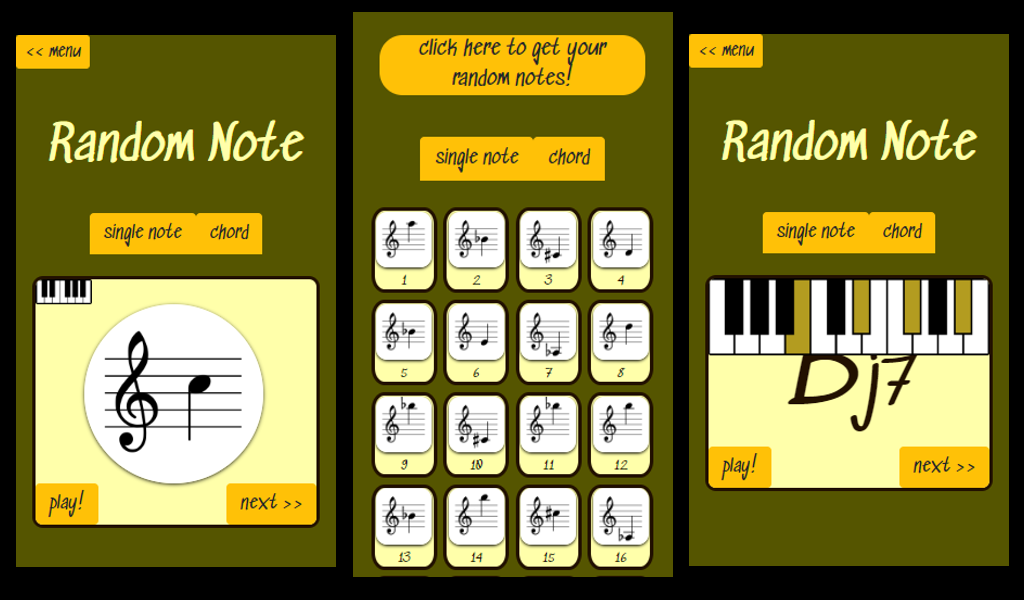 << menu
Random Note
single note
chord
play!
next >>
click here to get your
random notes!
single note
chord
1
2
3
4
5
6
7
8
9
10
11
12
13
14
15
16
<< menu
Random Note
single note
chord
Dj7
play!
next >>